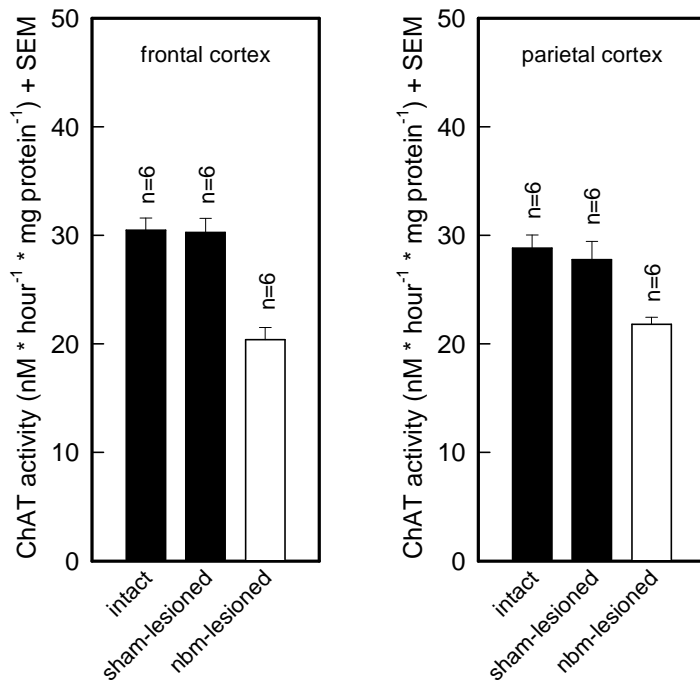 ChAT activity (nM * hour⁻¹ * mg protein⁻¹) + SEM
50
40
30
20
10
0
frontal cortex
n=6
n=6
n=6
intact
sham-lesioned
nbm-lesioned
ChAT activity (nM * hour⁻¹ * mg protein⁻¹) + SEM
50
40
30
20
10
0
parietal cortex
n=6
n=6
n=6
intact
sham-lesioned
nbm-lesioned